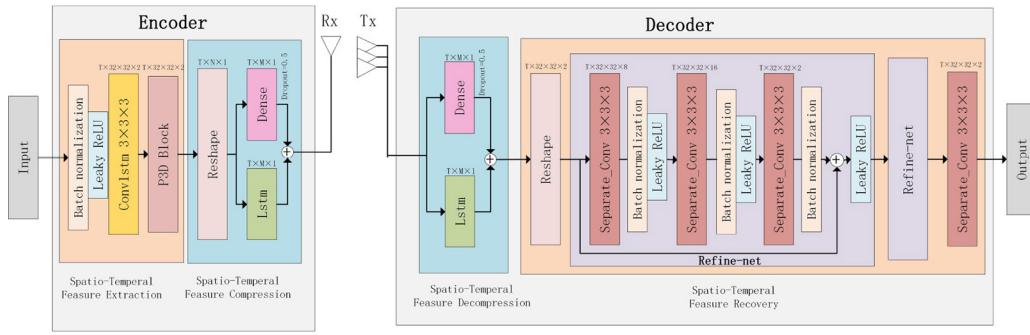 Encoder
Rx
Tx
Decoder
Input
Batch normalization
Leaky ReLU
T×32×32×2
Convlstm 3×3×3
T×32×32×2
P3D Block
T×N×1
Reshape
T×M×1
Dense
Dropout=0.5
T×M×1
Lstm
Spatio-Temperal
Feasure Extraction
Spatio-Temperal
Feasure Compression
T×M×1
Dense
Dropout=0.5
T×M×1
Lstm
Spatio-Temperal
Feasure Decompression
T×32×32×2
Reshape
T×32×32×8
Separate_Conv 3×3×3
Batch normalization
Leaky ReLU
T×32×32×16
Separate_Conv 3×3×3
Batch normalization
Leaky ReLU
T×32×32×2
Separate_Conv 3×3×3
Batch normalization
Leaky ReLU
Refine-net
Refine-net
T×32×32×2
Separate_Conv 3×3×3
Spatio-Temperal
Feasure Recovery
Output